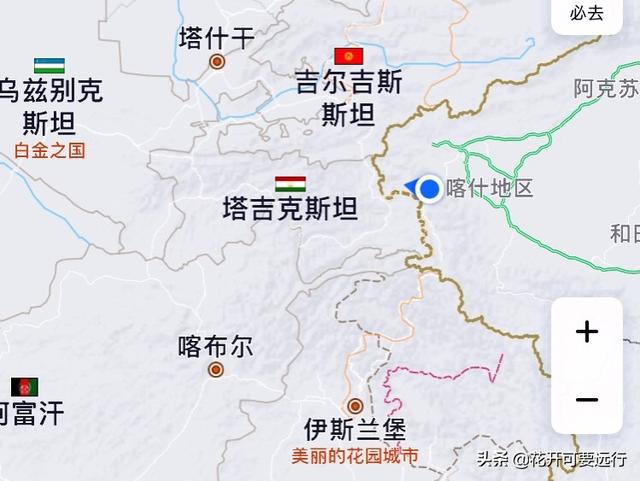 必去
塔什干
吉尔吉斯
斯坦
乌兹别克
斯坦
白金之国
阿克苏
喀什地区
塔吉克斯坦
和田
喀布尔
阿富汗
伊斯兰堡
美丽的花园城市
+
−
头条 @花开可要远行